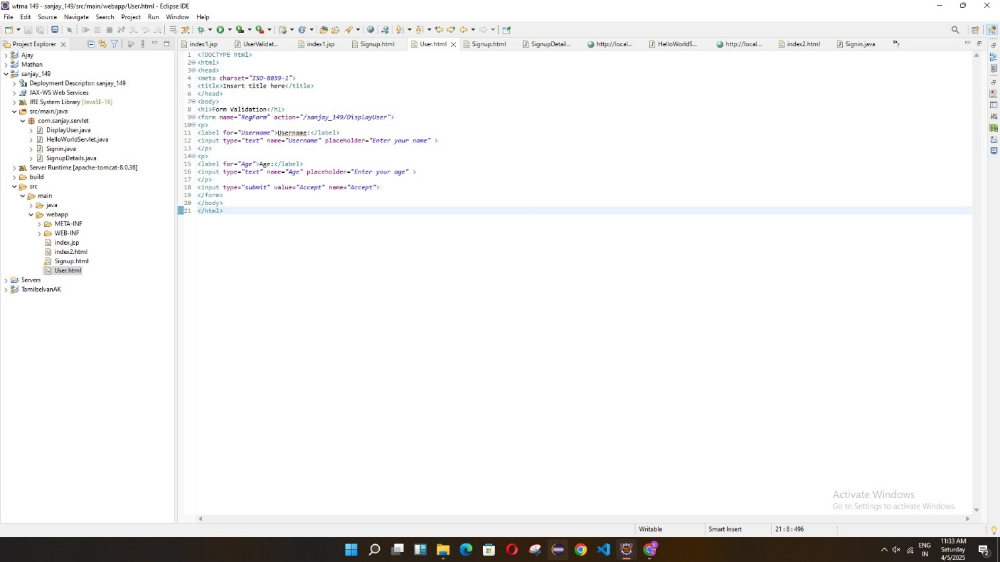 wtma 149 - sanjay_149/src/main/webapp/User.html - Eclipse IDE
File Edit Source Navigate Search Project Run Window Help
Project Explorer
index1.jsp UserValidat... index1.jsp Signup.html User.html Signup.html SignupDetail... http://local... HelloWorldS... http://local... index2.html Signin.java »7
Ajay
Mathan
sanjay_149
Deployment Descriptor: sanjay_149
JAX-WS Web Services
JRE System Library [JavaSE-16]
src/main/java
com.sanjay.servlet
DisplayUser.java
HelloWorldServlet.java
Signin.java
SignupDetails.java
Server Runtime [apache-tomcat-8.0.36]
build
src
main
java
webapp
META-INF
WEB-INF
index.jsp
index2.html
Signup.html
User.html
Servers
TamilselvanAK
1 <!DOCTYPE html>
2 <html>
3 <head>
4 <meta charset="ISO-8859-1">
5 <title>Insert title here</title>
6 </head>
7 <body>
8 <h1>Form Validation</h1>
9 <form name="RegForm" action="/sanjay_149/DisplayUser">
10 <p>
11 <label for="Username">Username:</label>
12 <input type="text" name="Username" placeholder="Enter your name" >
13 </p>
14 <p>
15 <label for="Age">Age:</label>
16 <input type="text" name="Age" placeholder="Enter your age" >
17 </p>
18 <input type="submit" value="Accept" name="Accept">
19 </form>
20 </body>
21 </html>
Activate Windows
Go to Settings to activate Windows.
Writable Smart Insert 21 : 8 : 496
ENG
IN
11:33 AM
Saturday
4/5/2025
2